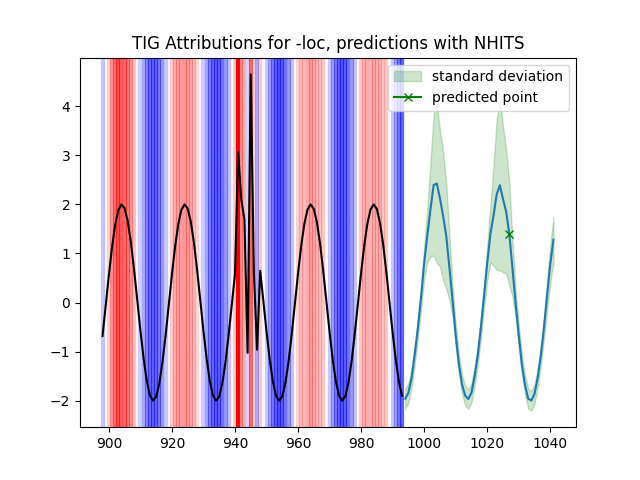 TIG Attributions for -loc, predictions with NHITS
standard deviation
predicted point
4
3
2
1
0
−1
−2
900 920 940 960 980 1000 1020 1040